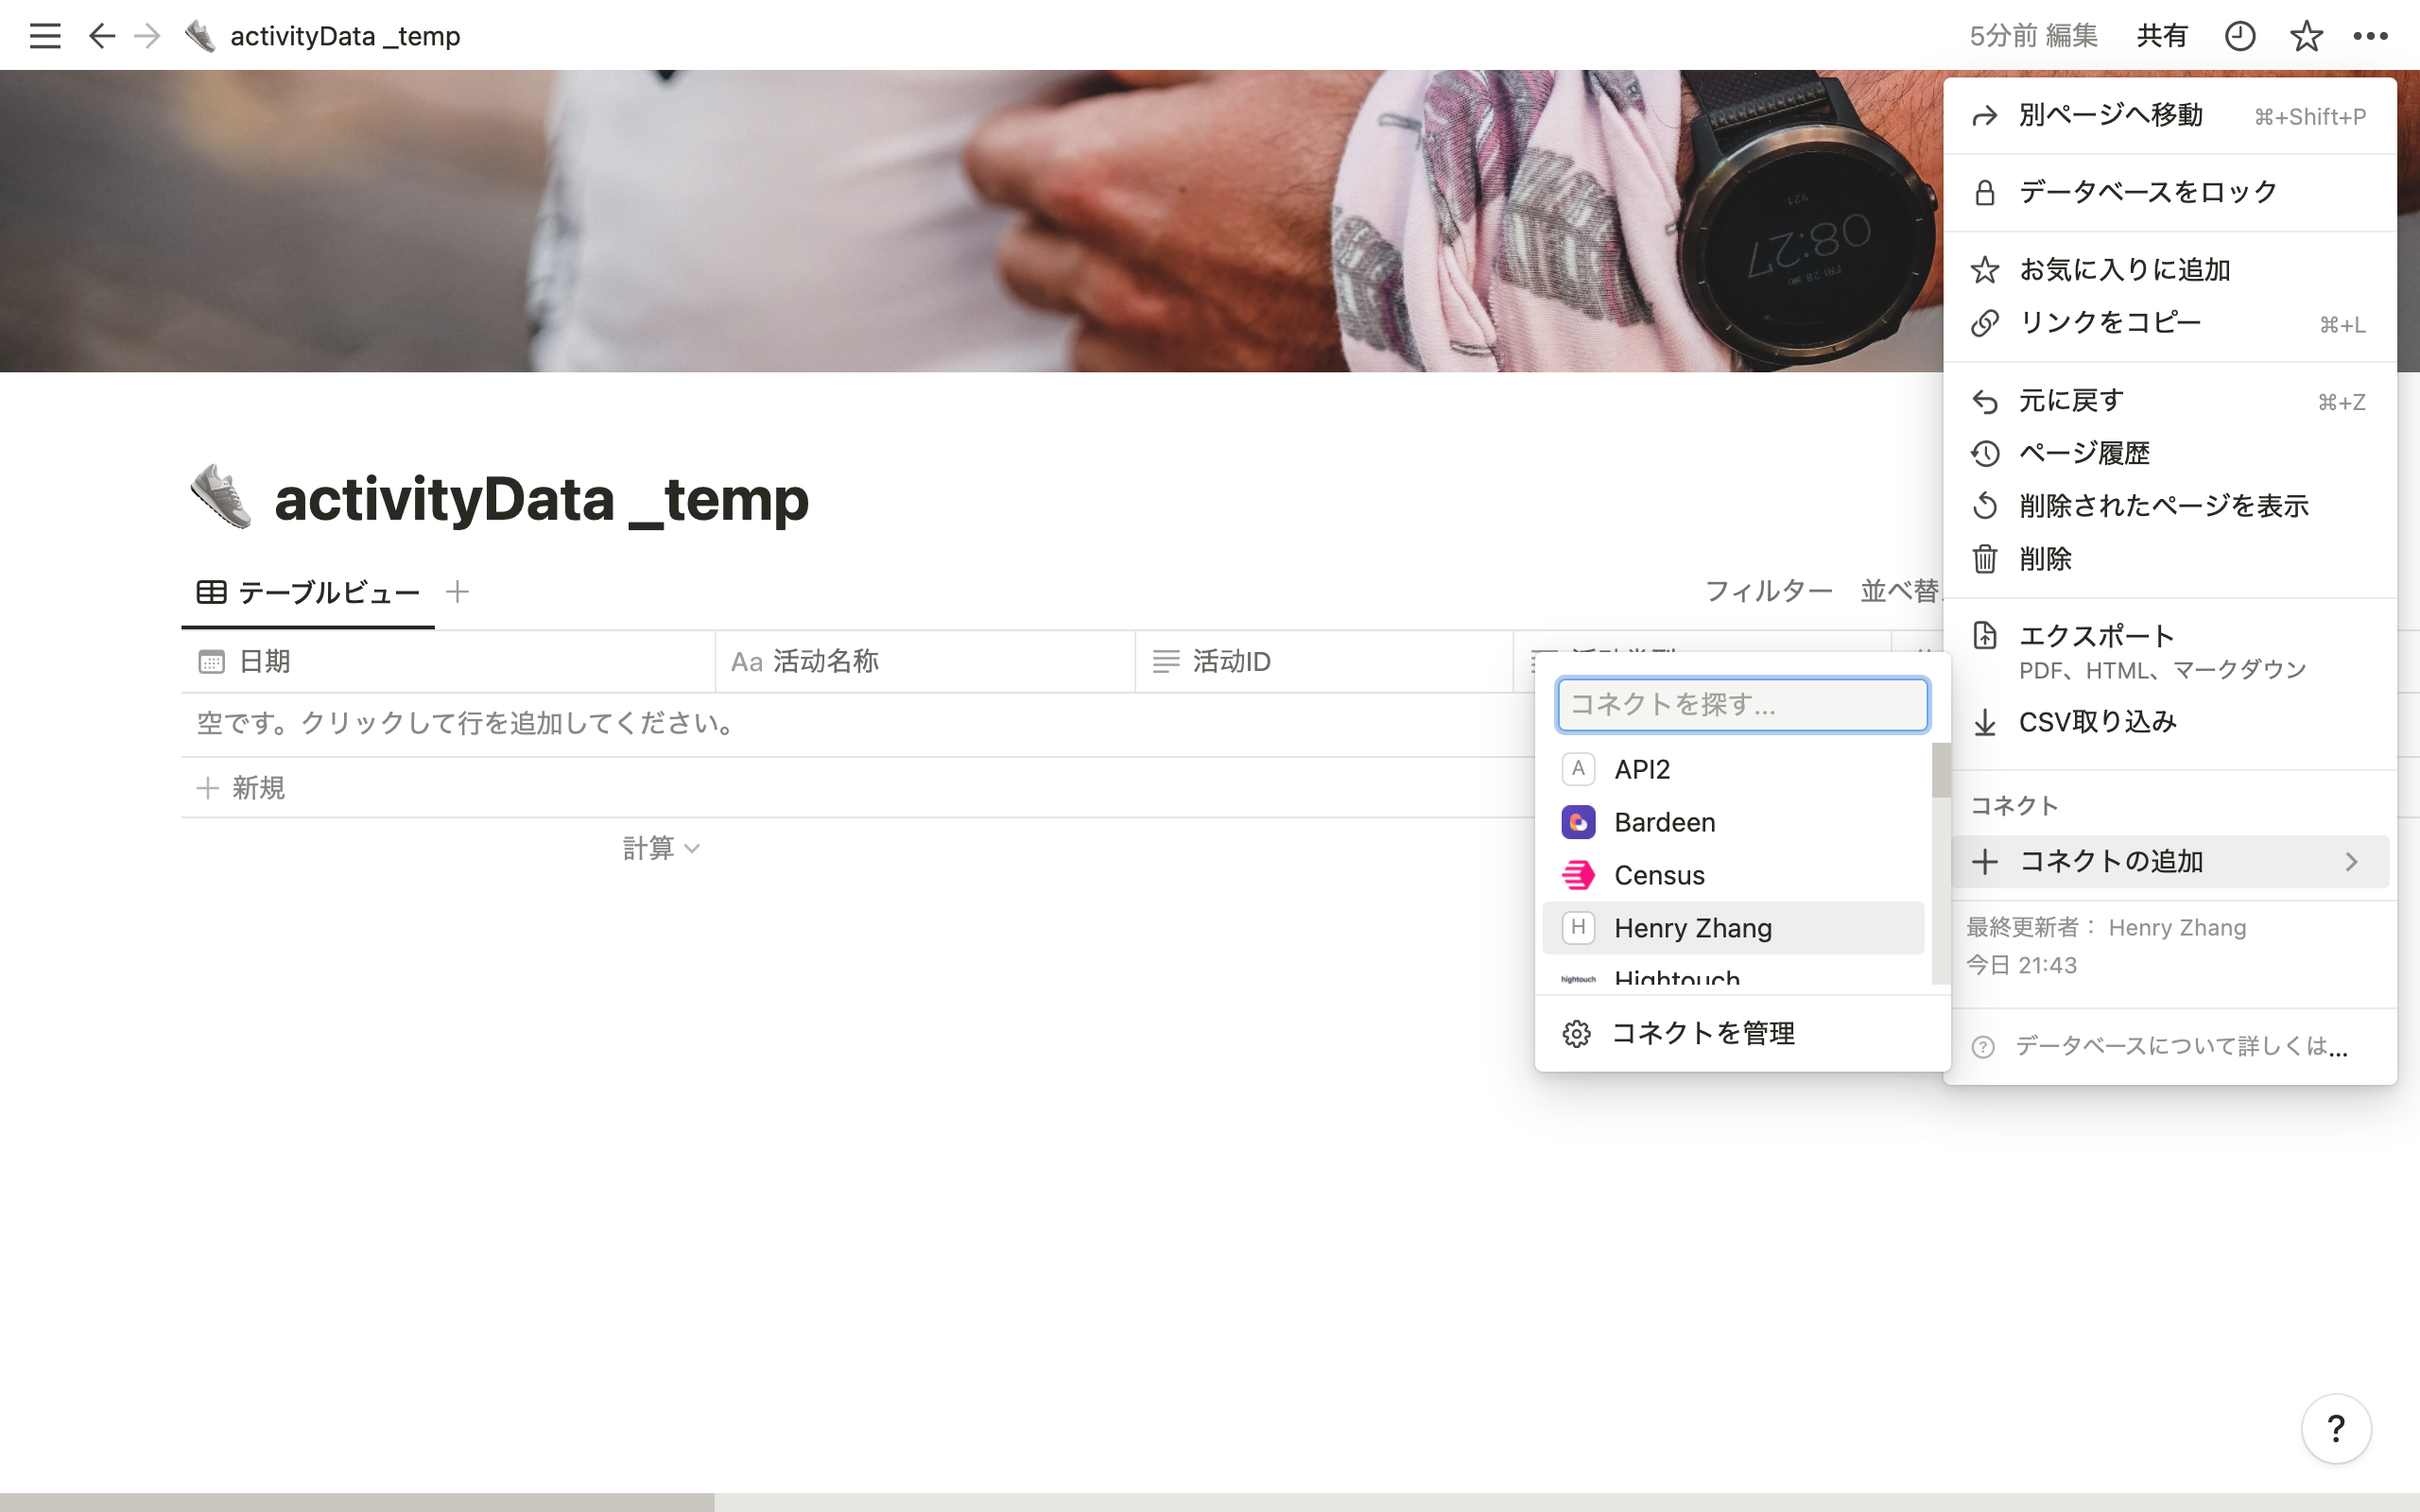 activityData _temp
5分前 編集
共有
08:27
FRI 28
921
activityData _temp
テーブルビュー
フィルター
並べ替
日期
Aa 活动名称
活动ID
空です。クリックして行を追加してください。
新規
計算
別ページへ移動
⌘+Shift+P
データベースをロック
お気に入りに追加
リンクをコピー
⌘+L
元に戻す
⌘+Z
ページ履歴
削除されたページを表示
削除
エクスポート
PDF、HTML、マークダウン
CSV取り込み
コネクト
コネクトの追加
最終更新者： Henry Zhang
今日 21:43
データベースについて詳しくは...
コネクトを探す...
A API2
Bardeen
Census
H Henry Zhang
hightouch Hightouch
コネクトを管理
?